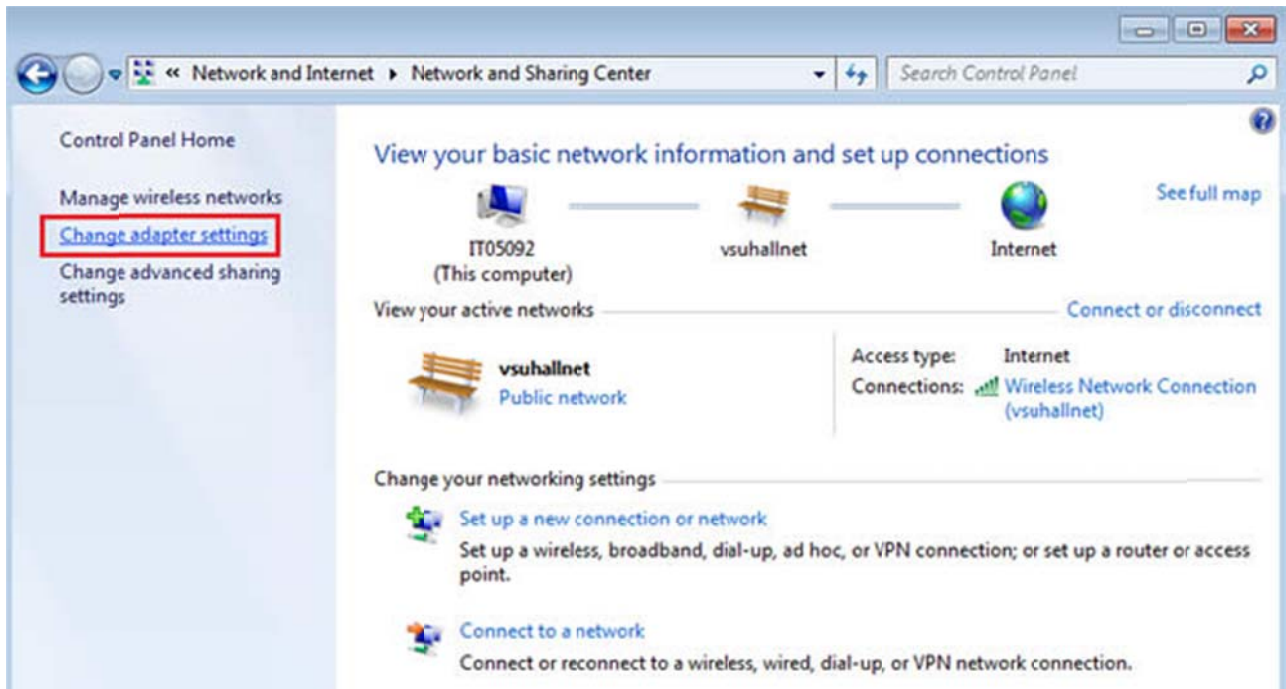 « Network and Internet ▸ Network and Sharing Center
Search Control Panel
Control Panel Home
Manage wireless networks
Change adapter settings
Change advanced sharing
settings
View your basic network information and set up connections
See full map
IT05092
(This computer)
vsuhallnet
Internet
View your active networks
Connect or disconnect
vsuhallnet
Public network
Access type: Internet
Connections: Wireless Network Connection
(vsuhallnet)
Change your networking settings
Set up a new connection or network
Set up a wireless, broadband, dial-up, ad hoc, or VPN connection; or set up a router or access
point.
Connect to a network
Connect or reconnect to a wireless, wired, dial-up, or VPN network connection.